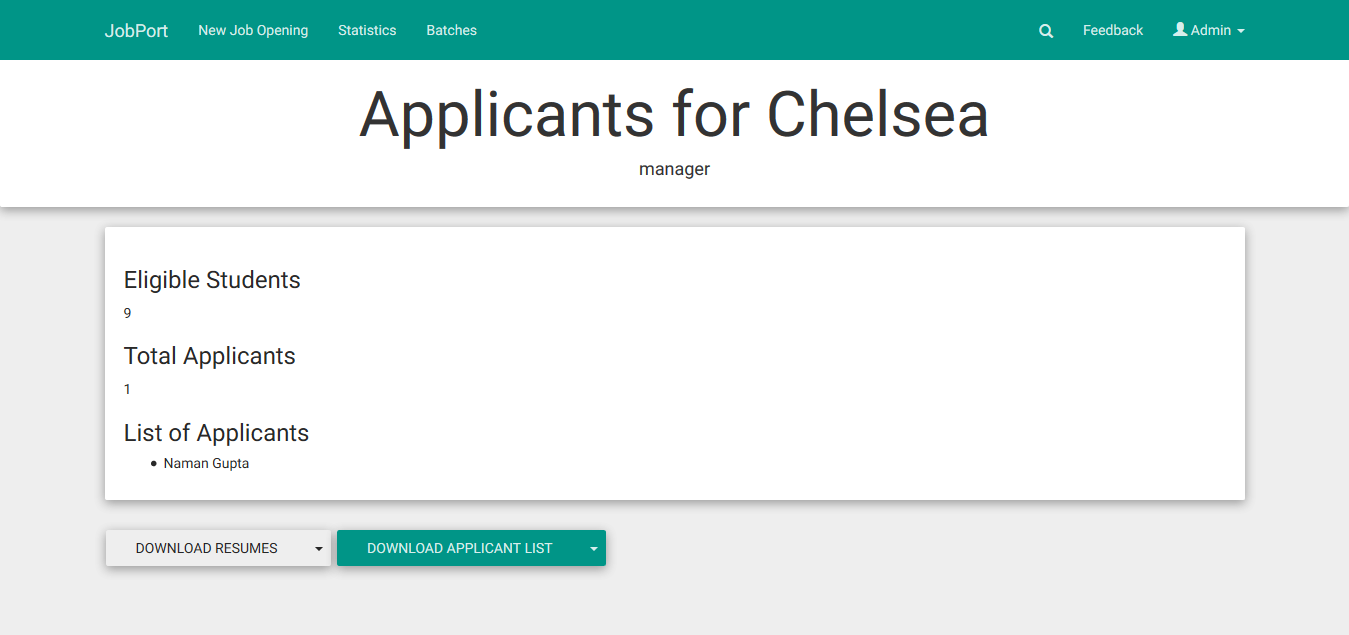 JobPort New Job Opening Statistics Batches Feedback Admin
Applicants for Chelsea
manager
Eligible Students
9
Total Applicants
1
List of Applicants
Naman Gupta
DOWNLOAD RESUMES DOWNLOAD APPLICANT LIST